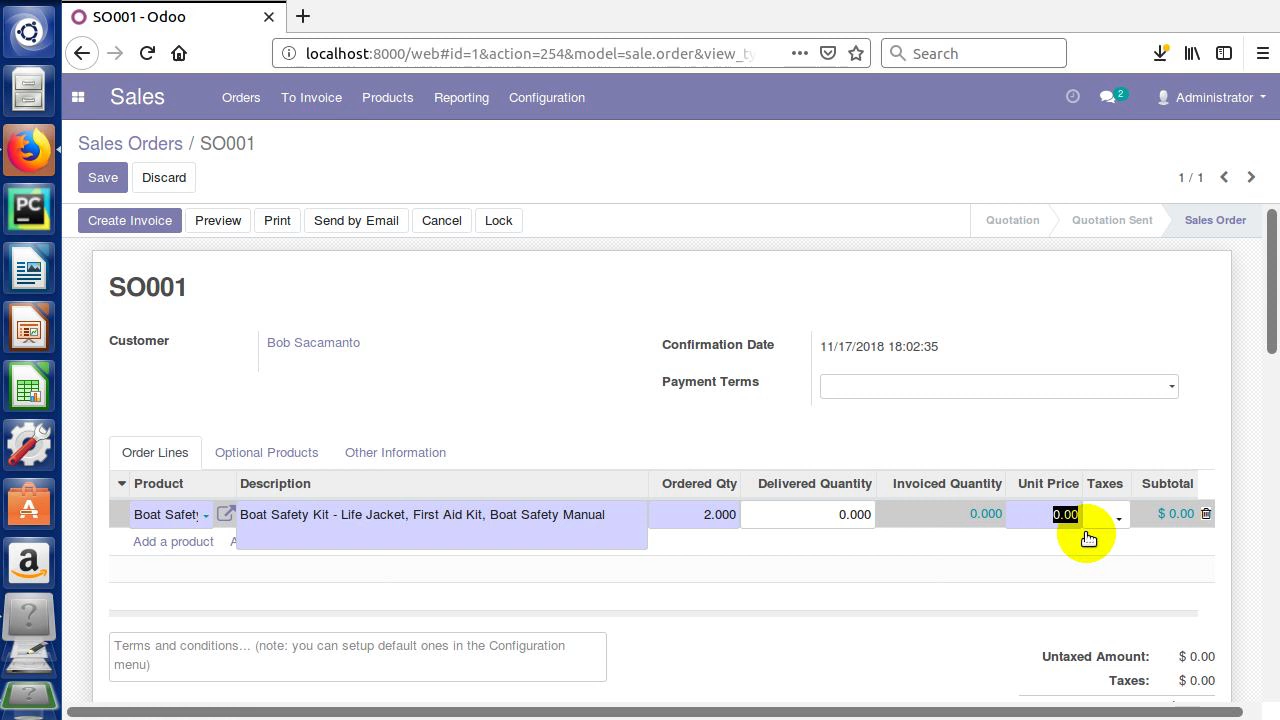 SO001 - Odoo
localhost:8000/web#id=1&action=254&model=sale.order&view_ty
Search
Sales Orders To Invoice Products Reporting Configuration 2 Administrator
Sales Orders / SO001
Save Discard 1 / 1
Create Invoice Preview Print Send by Email Cancel Lock Quotation Quotation Sent Sales Order
SO001
Customer Bob Sacamanto
Confirmation Date 11/17/2018 18:02:35
Payment Terms
Order Lines Optional Products Other Information
Product Description Ordered Qty Delivered Quantity Invoiced Quantity Unit Price Taxes Subtotal
Boat Safety Boat Safety Kit - Life Jacket, First Aid Kit, Boat Safety Manual 2.000 0.000 0.000 0.00 $ 0.00
Add a product
Terms and conditions... (note: you can setup default ones in the Configuration
menu)
Untaxed Amount: $ 0.00
Taxes: $ 0.00
PC